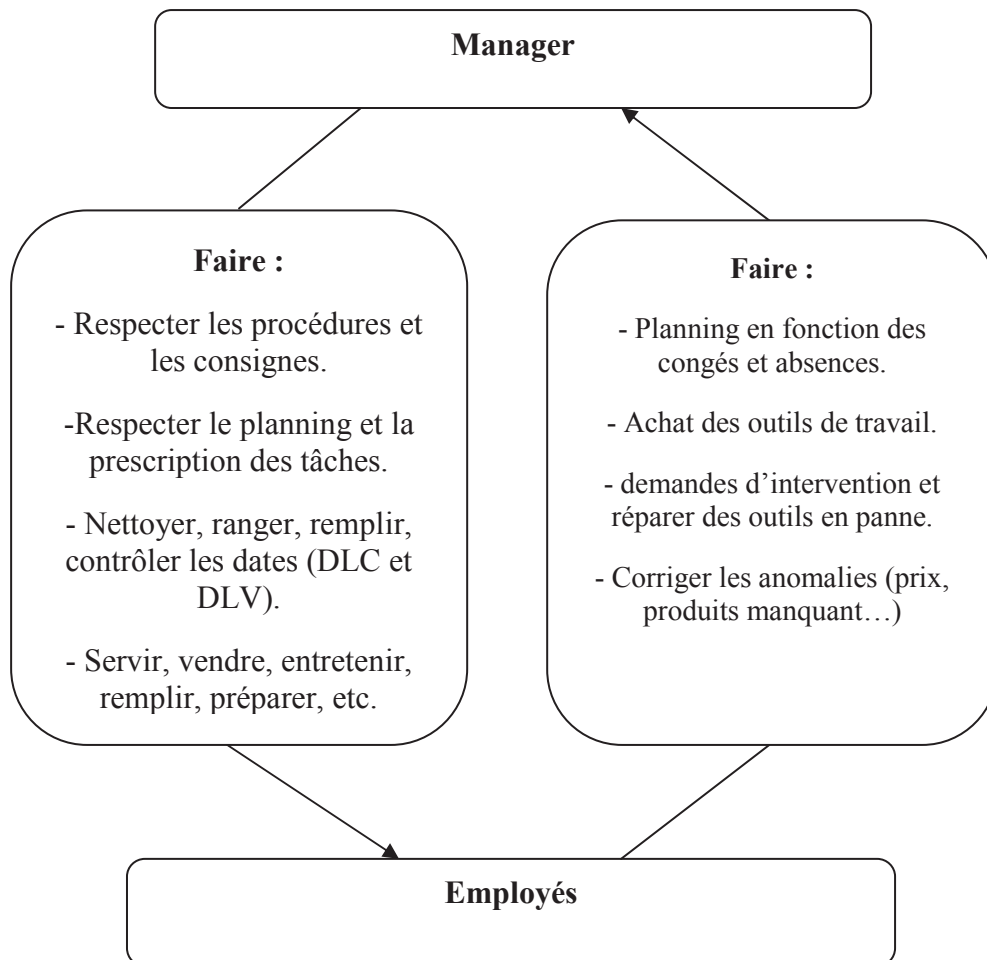 Manager
Faire :
- Respecter les procédures et
les consignes.
-Respecter le planning et la
prescription des tâches.
- Nettoyer, ranger, remplir,
contrôler les dates (DLC et
DLV).
- Servir, vendre, entretenir,
remplir, préparer, etc.
Faire :
- Planning en fonction des
congés et absences.
- Achat des outils de travail.
- demandes d’intervention et
réparer des outils en panne.
- Corriger les anomalies (prix,
produits manquant…)
Employés